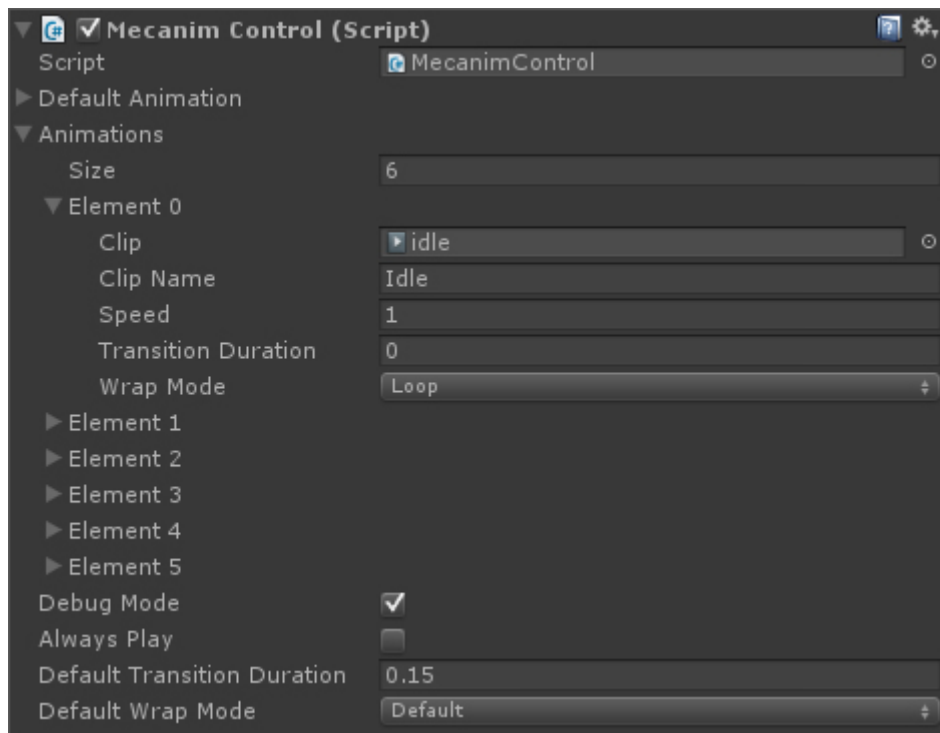 Mecanim Control (Script)
Script MecanimControl
Default Animation
Animations
Size 6
Element 0
Clip idle
Clip Name Idle
Speed 1
Transition Duration 0
Wrap Mode Loop
Element 1
Element 2
Element 3
Element 4
Element 5
Debug Mode
Always Play
Default Transition Duration 0.15
Default Wrap Mode Default